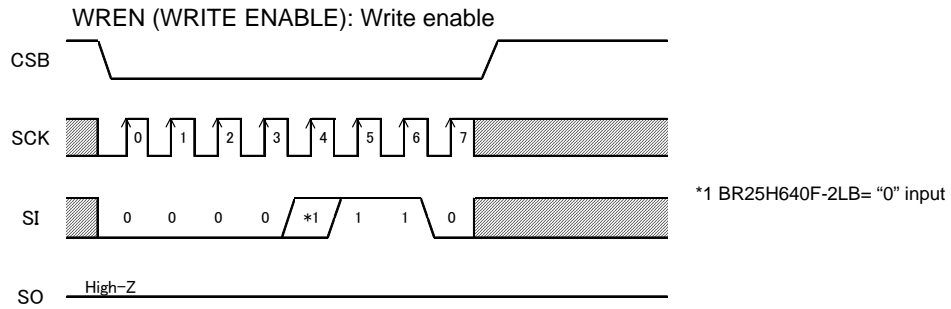 WREN (WRITE ENABLE): Write enable
CSB
SCK 0 1 2 3 4 5 6 7
SI 0 0 0 0 *1 1 1 0
*1 BR25H640F-2LB= “0” input
SO High-Z